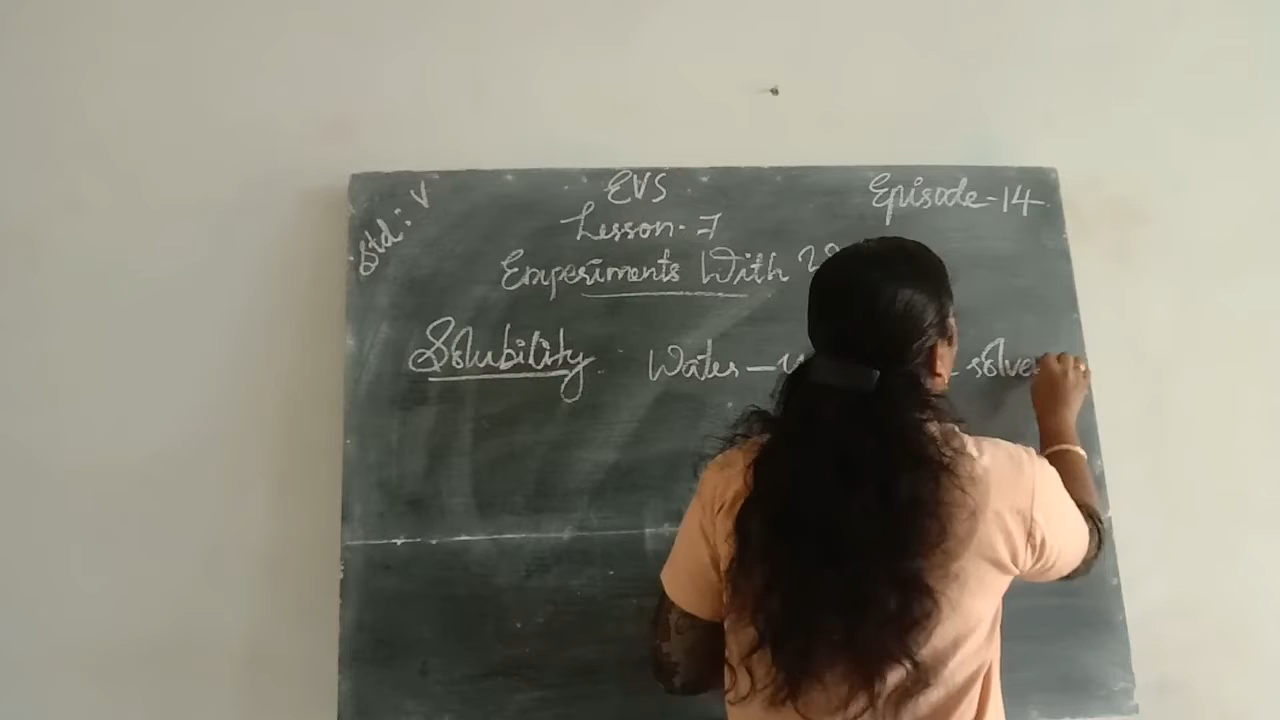 Std: V
EVS
Episode-14.
Lesson-7
Experiments With
Solubility. Water - solve